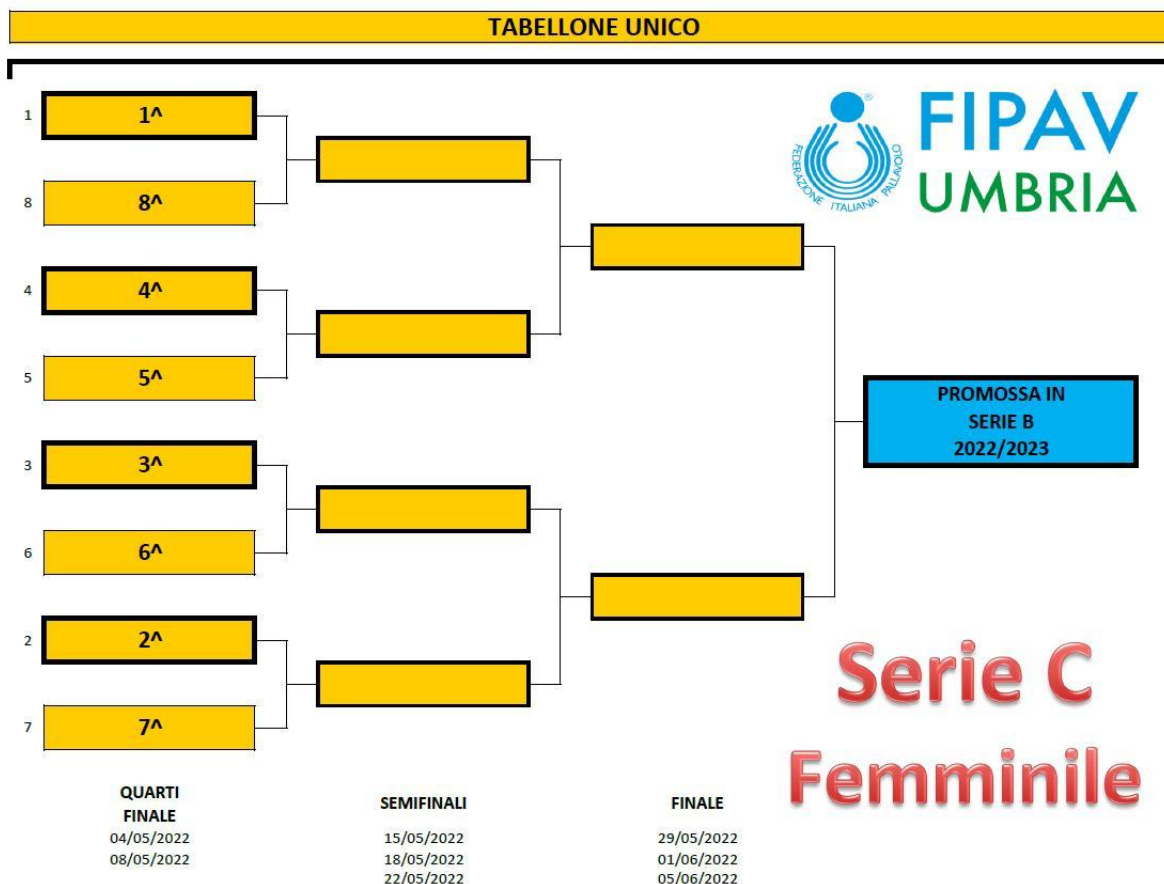 TABELLONE UNICO
1 1^
8 8^
4 4^
5 5^
3 3^
6 6^
2 2^
7 7^
®
FEDERAZIONE ITALIANA PALLAVOLO
FIPAV
UMBRIA
PROMOSSA IN
SERIE B
2022/2023
Serie C
Femminile
QUARTI
FINALE
04/05/2022
08/05/2022
SEMIFINALI
15/05/2022
18/05/2022
22/05/2022
FINALE
29/05/2022
01/06/2022
05/06/2022